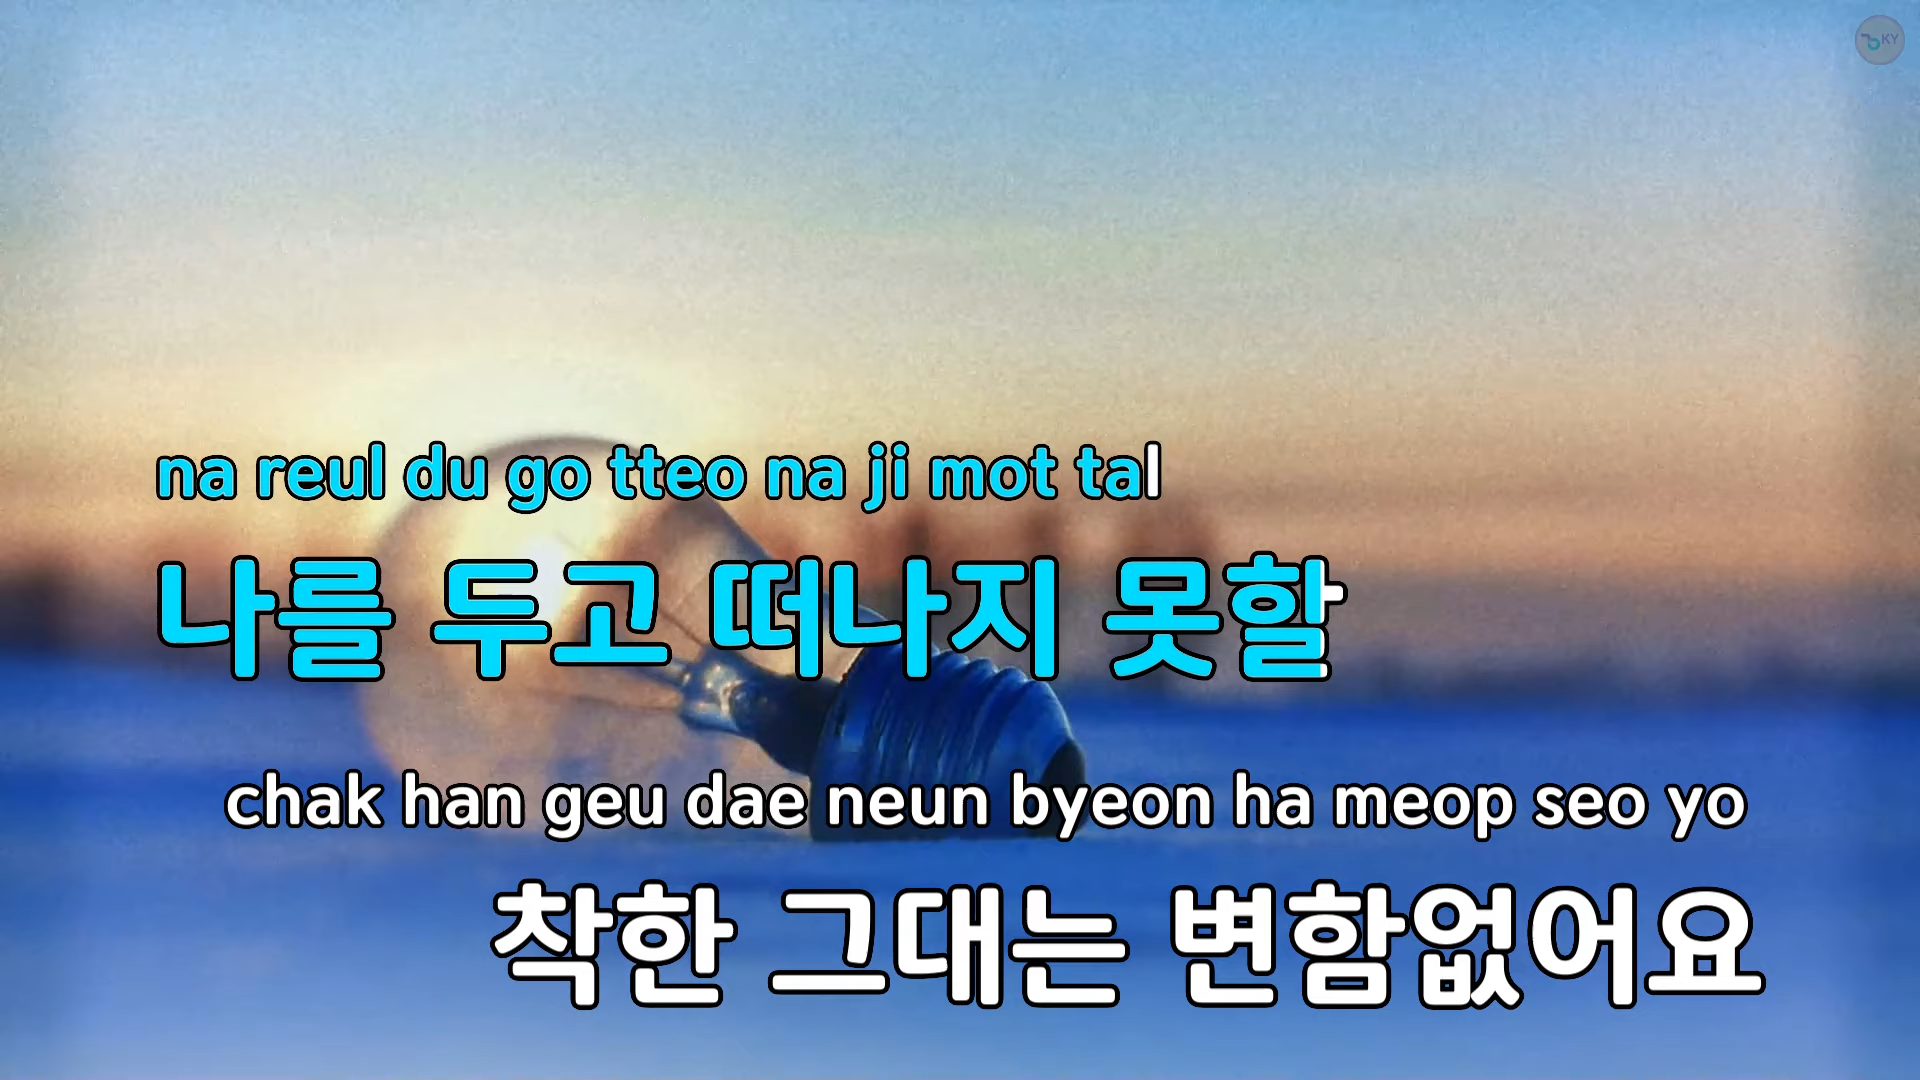 KY
na reul du go tteo na ji mot tal
나를 두고 떠나지 못할
chak han geu dae neun byeon ha meop seo yo
착한 그대는 변함없어요